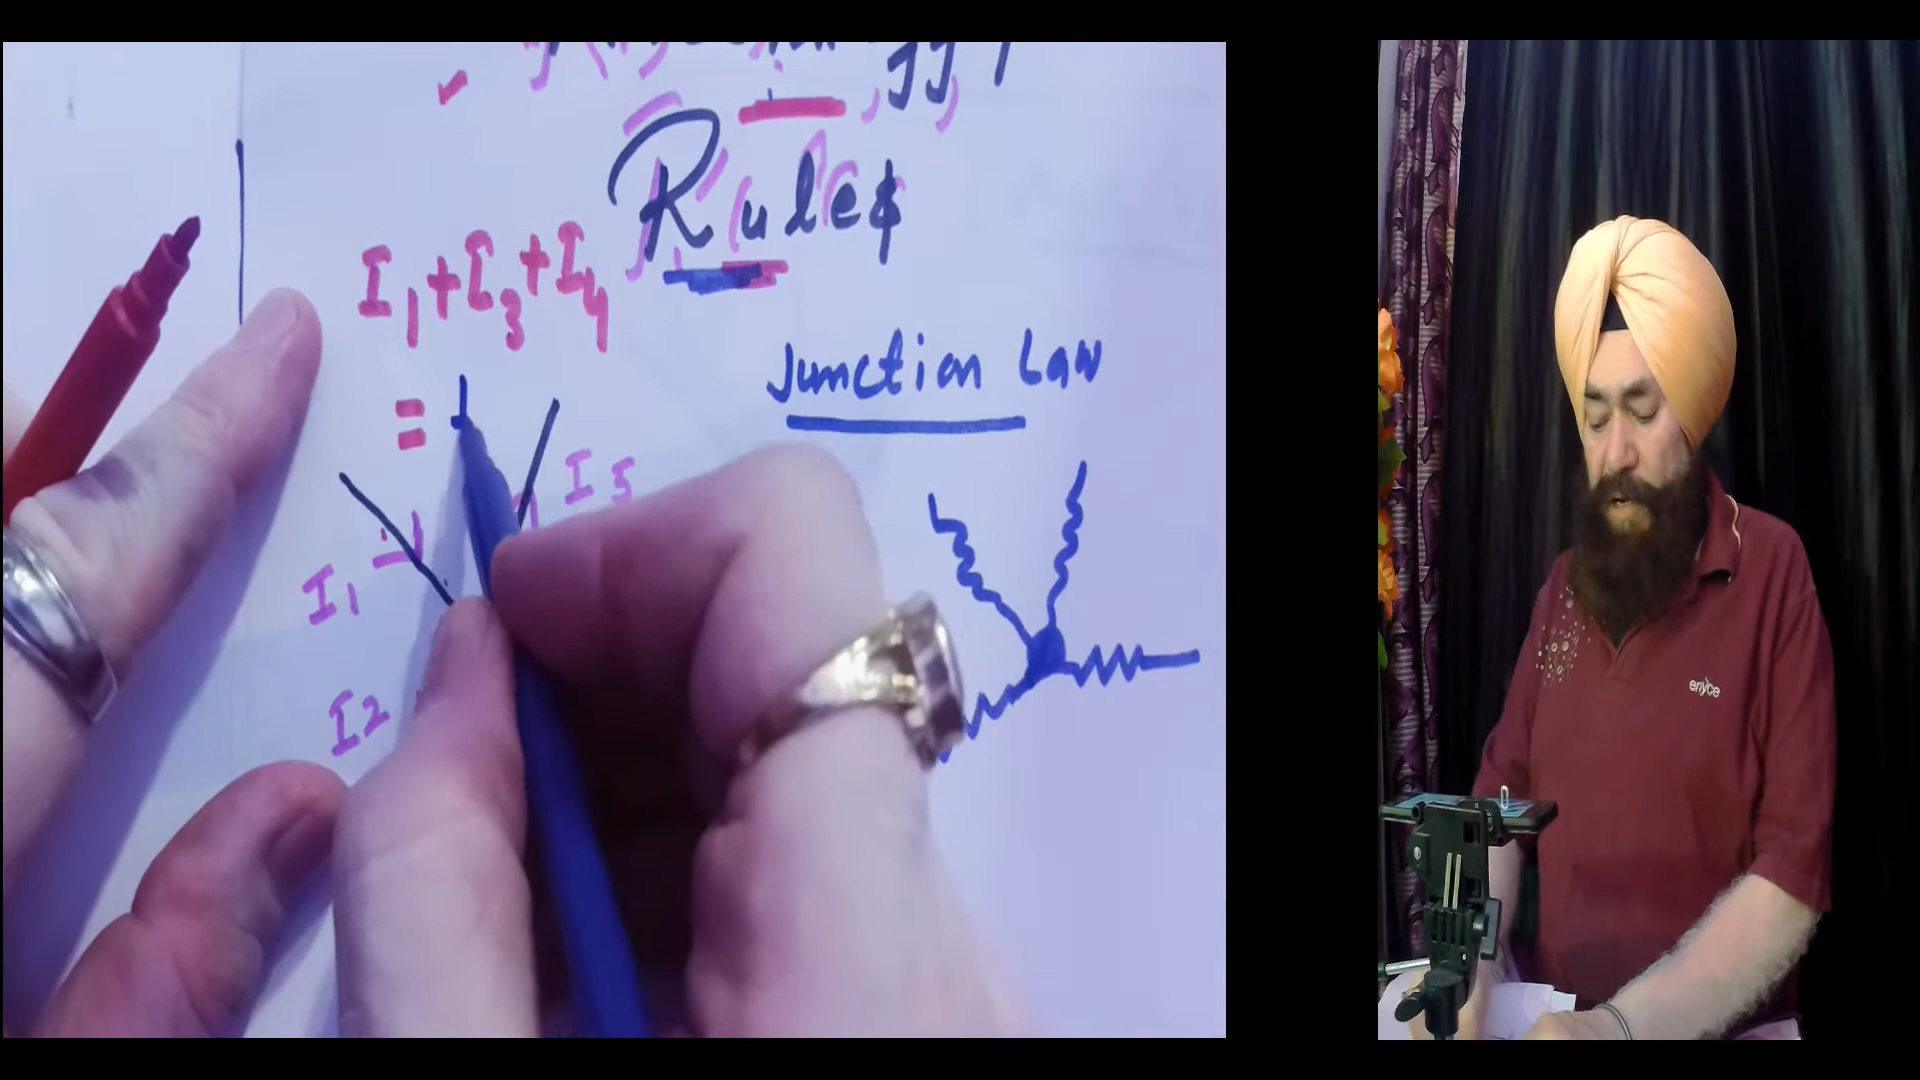 Rules
I1+I3+I4
Junction Law
=
I5
I1
I2
enyce